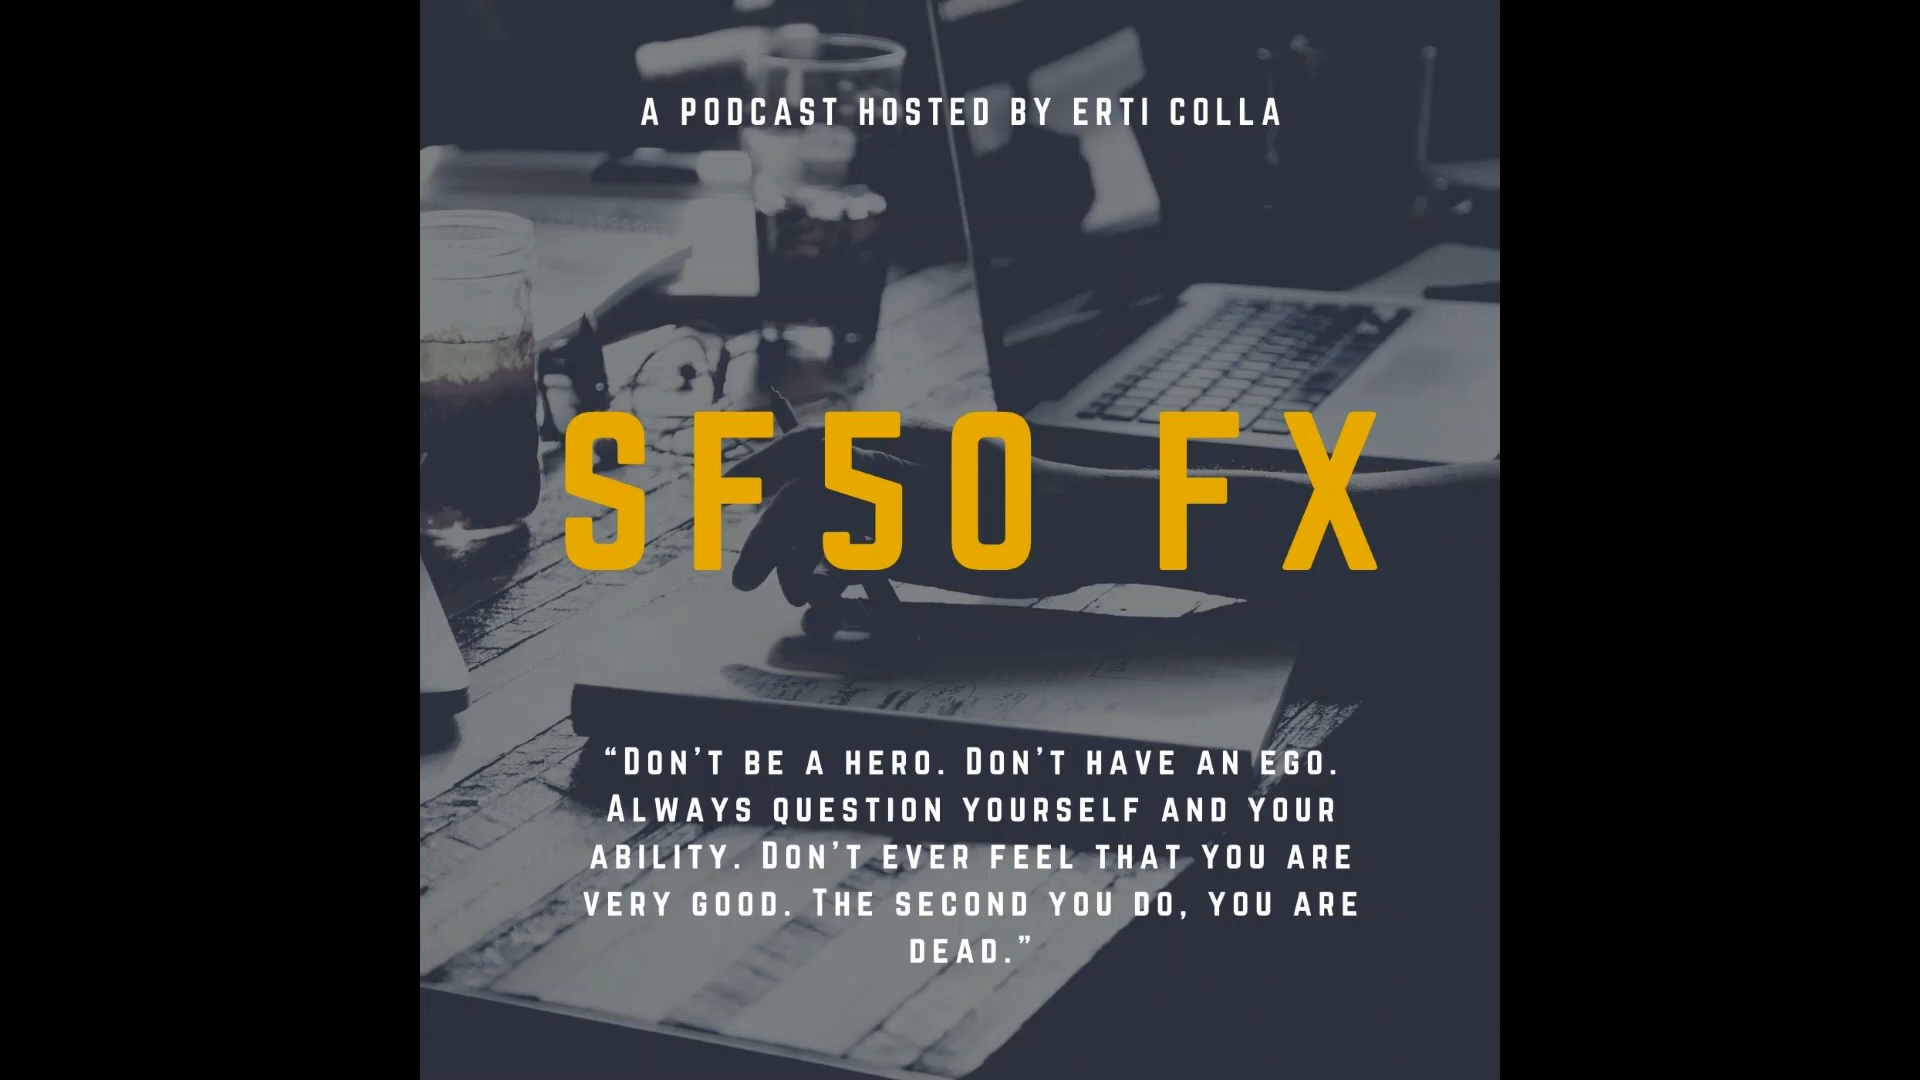 A PODCAST HOSTED BY ERTI COLLA
SF50 FX
“DON’T BE A HERO. DON’T HAVE AN EGO.
ALWAYS QUESTION YOURSELF AND YOUR
ABILITY. DON’T EVER FEEL THAT YOU ARE
VERY GOOD. THE SECOND YOU DO, YOU ARE
DEAD.”